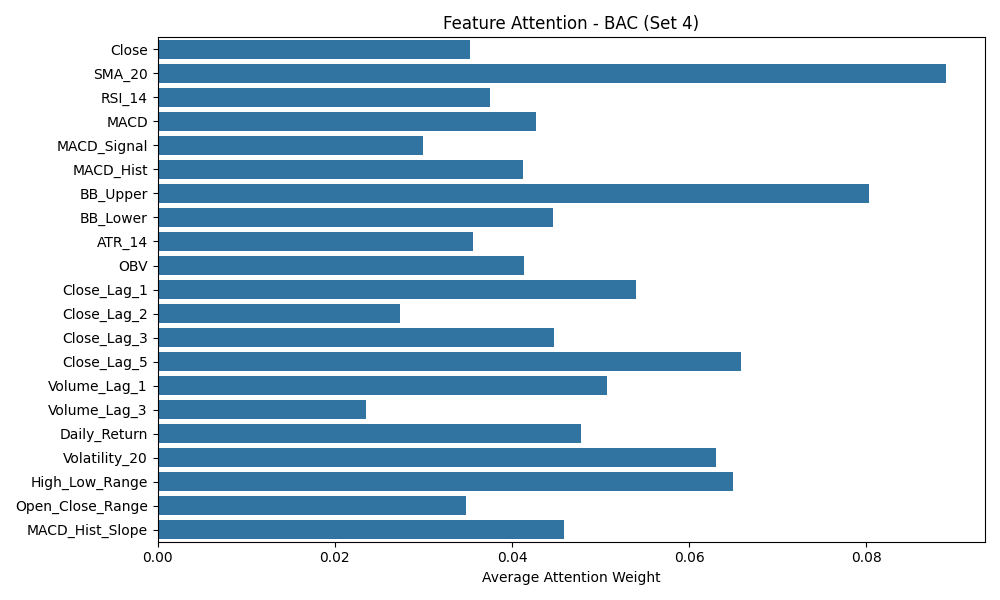 Feature Attention - BAC (Set 4)
Close
SMA_20
RSI_14
MACD
MACD_Signal
MACD_Hist
BB_Upper
BB_Lower
ATR_14
OBV
Close_Lag_1
Close_Lag_2
Close_Lag_3
Close_Lag_5
Volume_Lag_1
Volume_Lag_3
Daily_Return
Volatility_20
High_Low_Range
Open_Close_Range
MACD_Hist_Slope
0.00 0.02 0.04 0.06 0.08
Average Attention Weight